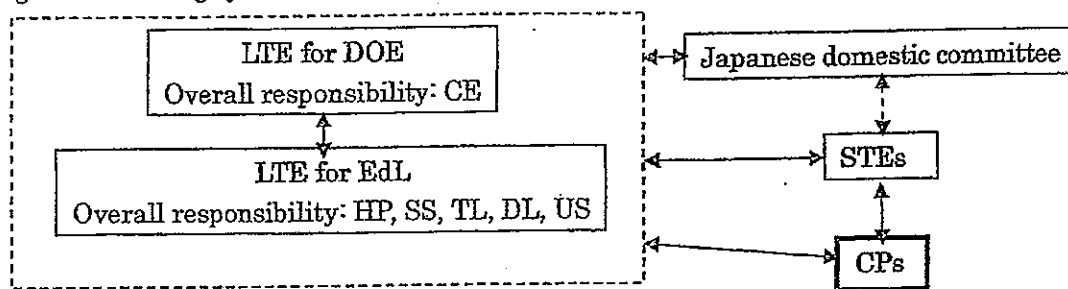 LTE for DOE
Overall responsibility: CE
LTE for EdL
Overall responsibility: HP, SS, TL, DL, US
Japanese domestic committee
STEs
CPs